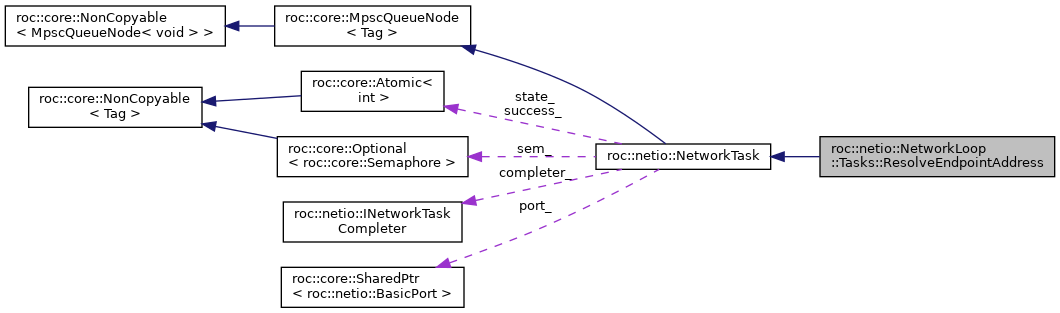 roc::core::NonCopyable
< MpscQueueNode< void > >
roc::core::MpscQueueNode
< Tag >
roc::core::NonCopyable
< Tag >
roc::core::Atomic<
int >
roc::core::Optional
< roc::core::Semaphore >
roc::netio::INetworkTask
Completer
roc::core::SharedPtr
< roc::netio::BasicPort >
state_
success_
sem_
completer_
port_
roc::netio::NetworkTask
roc::netio::NetworkLoop
::Tasks::ResolveEndpointAddress